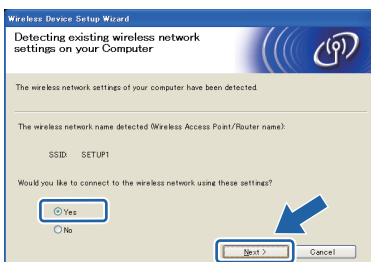 Wireless Device Setup Wizard
Detecting existing wireless network
settings on your Computer
The wireless network settings of your computer have been detected.
The wireless network name detected (Wireless Access Point/Router name):
SSID: SETUP1
Would you like to connect to the wireless network using these settings?
Yes
No
Next >
Cancel